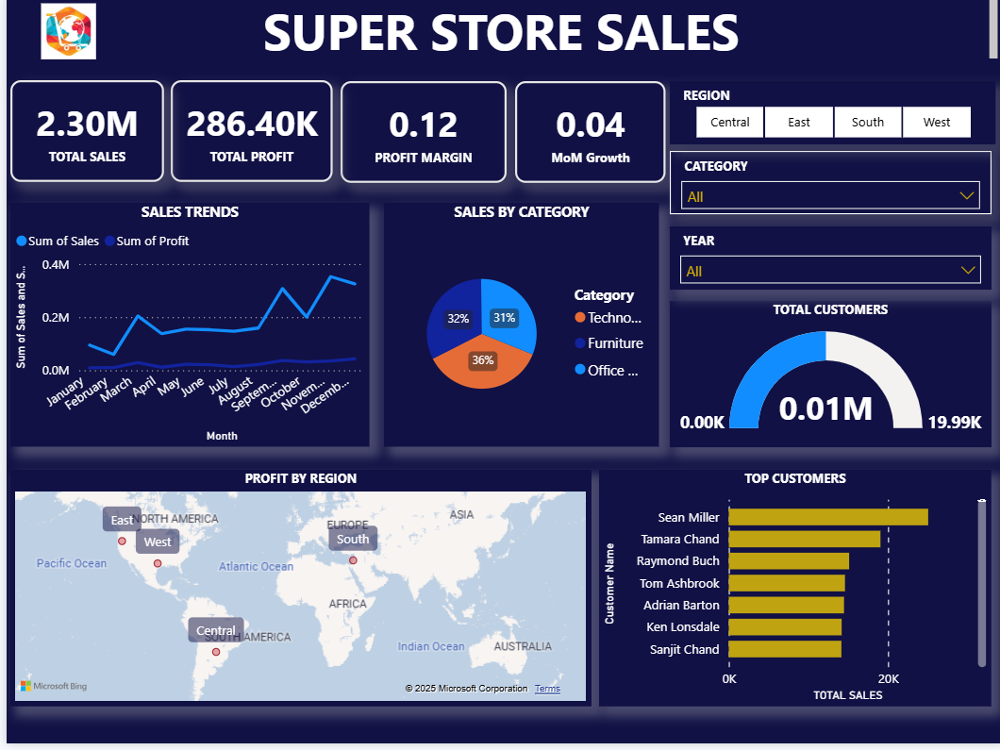 SUPER STORE SALES
2.30M
TOTAL SALES
286.40K
TOTAL PROFIT
0.12
PROFIT MARGIN
0.04
MoM Growth
REGION
Central
East
South
West
CATEGORY
All
YEAR
All
SALES TRENDS
Sum of Sales
Sum of Profit
Sum of Sales and S...
0.4M
0.2M
0.0M
January
February
March
April
May
June
July
August
Septem...
October
Novem...
Decemb...
Month
SALES BY CATEGORY
32%
31%
36%
Category
Techno...
Furniture
Office ...
TOTAL CUSTOMERS
0.00K
0.01M
19.99K
PROFIT BY REGION
East
NORTH AMERICA
West
EUROPE
South
ASIA
Pacific Ocean
Atlantic Ocean
AFRICA
Central
SOUTH AMERICA
Indian Ocean
AUSTRALIA
Microsoft Bing
© 2025 Microsoft Corporation Terms
TOP CUSTOMERS
Customer Name
Sean Miller
Tamara Chand
Raymond Buch
Tom Ashbrook
Adrian Barton
Ken Lonsdale
Sanjit Chand
0K
20K
TOTAL SALES